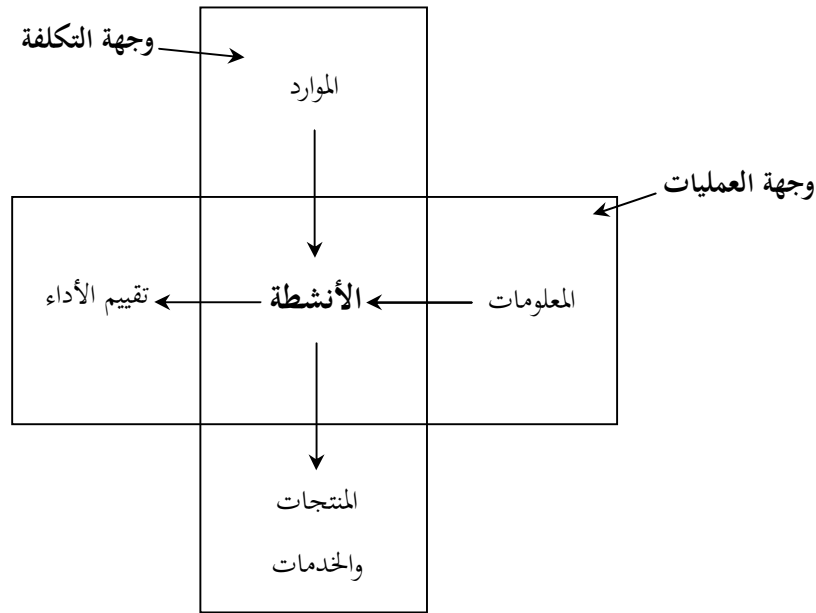 وجهة التكلفة
الموارد
وجهة العمليات
المعلومات
الأنشطة
تقييم الأداء
المنتجات
والخدمات